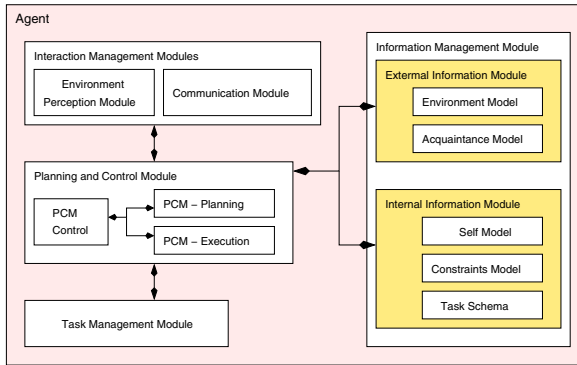 Agent
Interaction Management Modules
Environment
Perception Module
Communication Module
Planning and Control Module
PCM
Control
PCM – Planning
PCM – Execution
Task Management Module
Information Management Module
External Information Module
Environment Model
Acquaintance Model
Internal Information Module
Self Model
Constraints Model
Task Schema